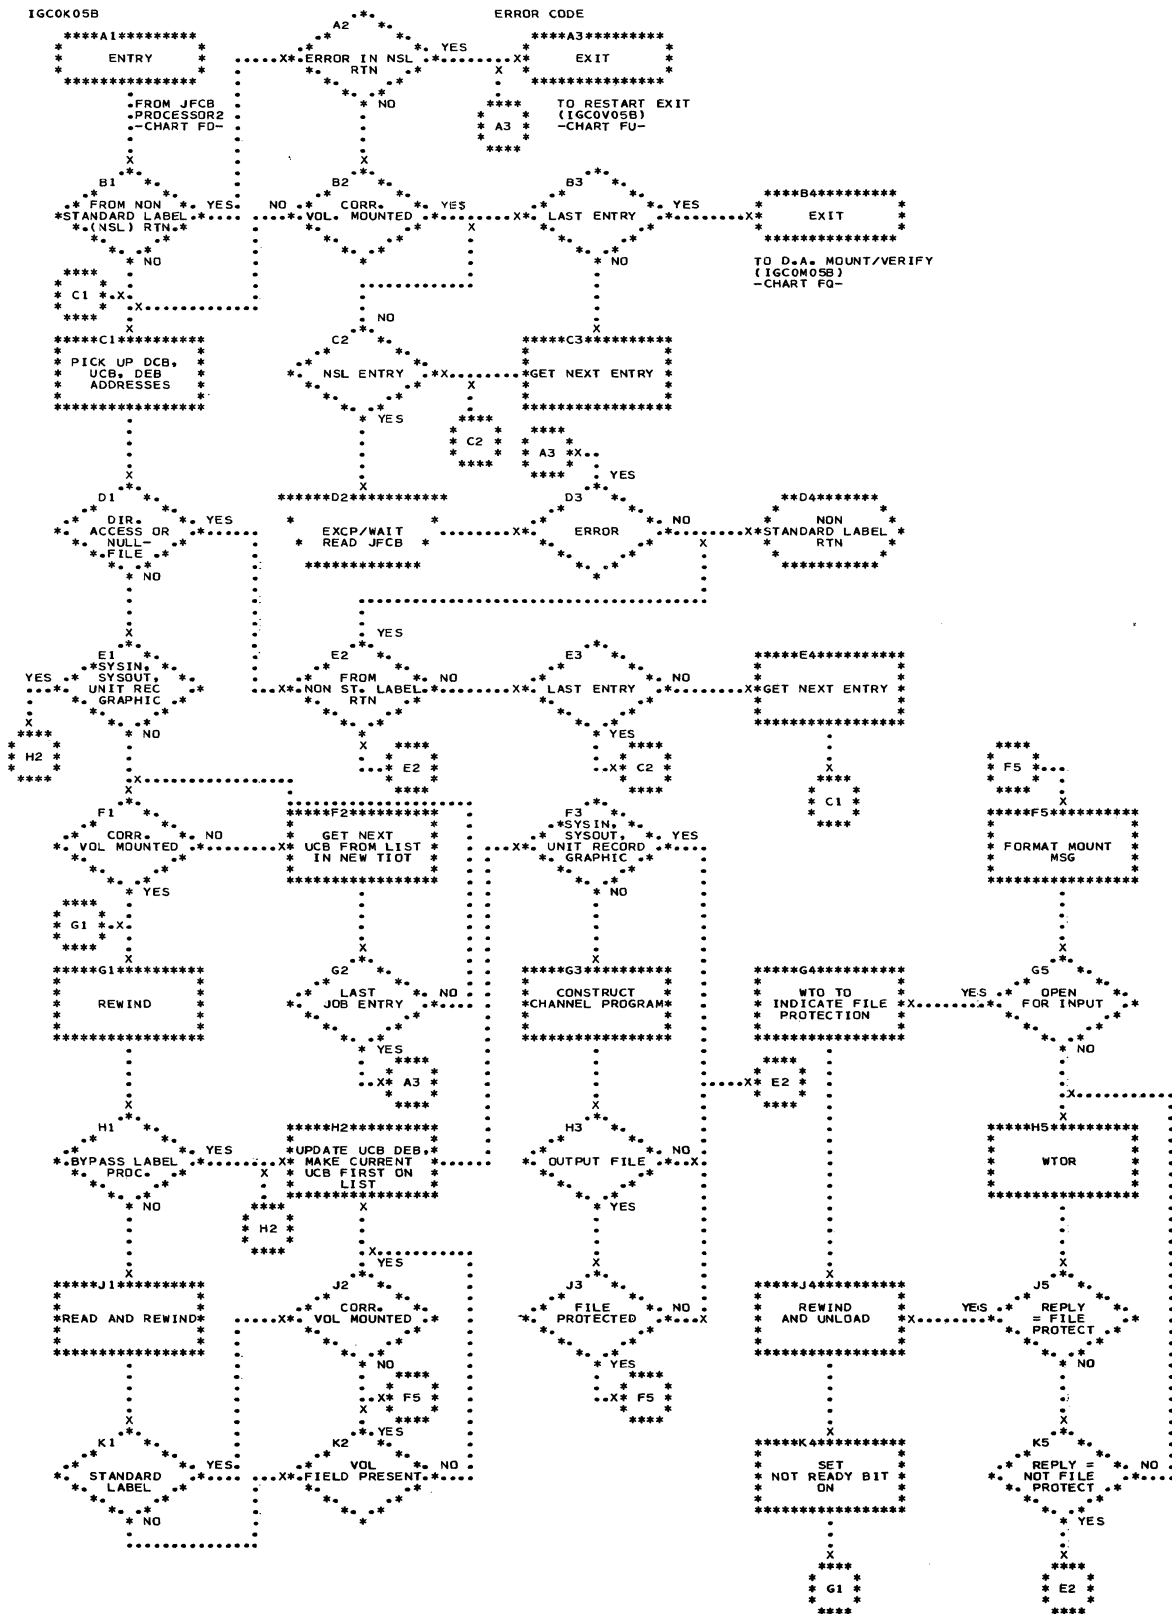 IGC0K05B
ERROR CODE
A1
ENTRY
FROM JFCB
PROCESSOR2
-CHART FO-
A2
ERROR IN NSL
RTN
YES
NO
A3
EXIT
A3
TO RESTART EXIT
(IGC0V05B)
-CHART FU-
B1
FROM NON
STANDARD LABEL
(NSL) RTN
YES
NO
B2
CORR.
VOL. MOUNTED
NO
YES
B3
LAST ENTRY
YES
NO
B4
EXIT
TO D.A. MOUNT/VERIFY
(IGC0M05B)
-CHART FQ-
C1
C1
PICK UP DCB,
UCB, DEB
ADDRESSES
NO
C2
NSL ENTRY
YES
C2
C3
GET NEXT ENTRY
A3
YES
D1
DIR.
ACCESS OR
NULL-
FILE
YES
NO
D2
EXCP/WAIT
READ JFCB
D3
ERROR
NO
D4
NON
STANDARD LABEL
RTN
E1
SYSIN,
SYSOUT,
UNIT REC
GRAPHIC
YES
NO
H2
YES
E2
FROM
NON ST. LABEL
RTN
NO
E2
E3
LAST ENTRY
NO
YES
C2
E4
GET NEXT ENTRY
C1
F5
F1
CORR.
VOL MOUNTED
NO
YES
F2
GET NEXT
UCB FROM LIST
IN NEW TIOT
F3
SYSIN,
SYSOUT,
UNIT RECORD
GRAPHIC
YES
NO
F5
FORMAT MOUNT
MSG
G1
G1
REWIND
G2
LAST
JOB ENTRY
NO
YES
A3
G3
CONSTRUCT
CHANNEL PROGRAM
G4
WTO TO
INDICATE FILE
PROTECTION
YES
G5
OPEN
FOR INPUT
NO
E2
H1
BYPASS LABEL
PROC.
YES
NO
H2
H2
UPDATE UCB DEB,
MAKE CURRENT
UCB FIRST ON
LIST
H3
OUTPUT FILE
NO
YES
H5
WTOR
J1
READ AND REWIND
YES
J2
CORR.
VOL MOUNTED
NO
F5
J3
FILE
PROTECTED
NO
YES
F5
J4
REWIND
AND UNLOAD
YES
J5
REPLY
= FILE
PROTECT
NO
K1
STANDARD
LABEL
YES
NO
YES
K2
VOL
FIELD PRESENT
NO
K4
SET
NOT READY BIT
ON
G1
K5
REPLY =
NOT FILE
PROTECT
NO
YES
E2